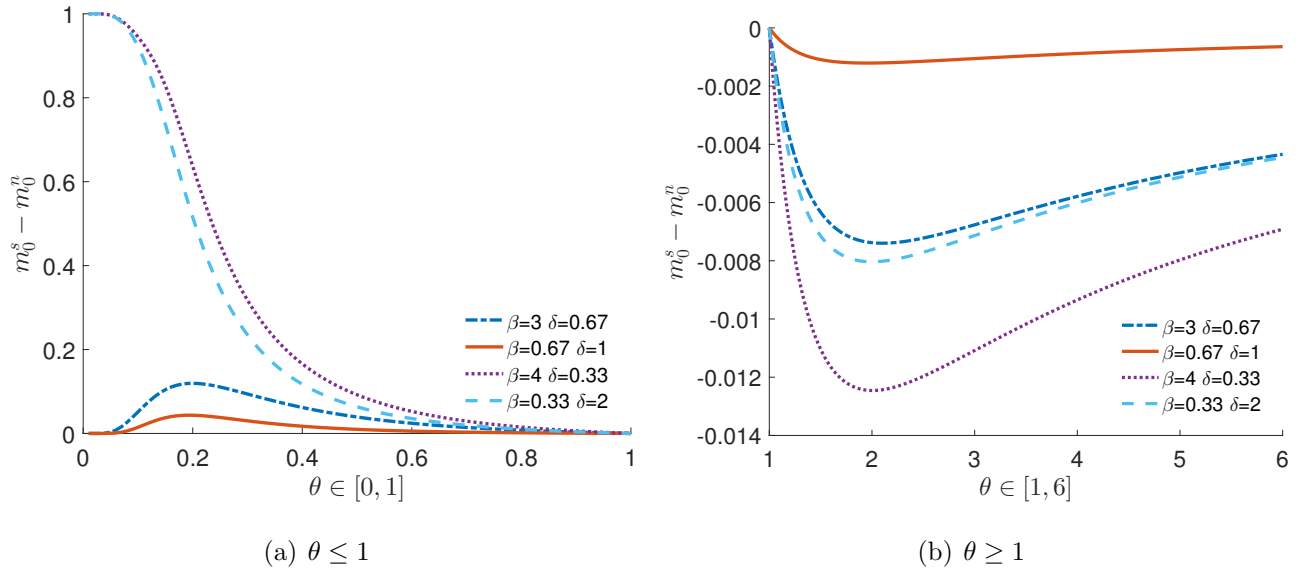 1
0.8
0.6
0.4
0.2
0
0 0.2 0.4 0.6 0.8 1
m_0^s − m_0^n
θ ∈ [0, 1]
β=3 δ=0.67
β=0.67 δ=1
β=4 δ=0.33
β=0.33 δ=2
(a) θ ≤ 1
0
-0.002
-0.004
-0.006
-0.008
-0.01
-0.012
-0.014
1 2 3 4 5 6
m_0^s − m_0^n
θ ∈ [1, 6]
β=3 δ=0.67
β=0.67 δ=1
β=4 δ=0.33
β=0.33 δ=2
(b) θ ≥ 1